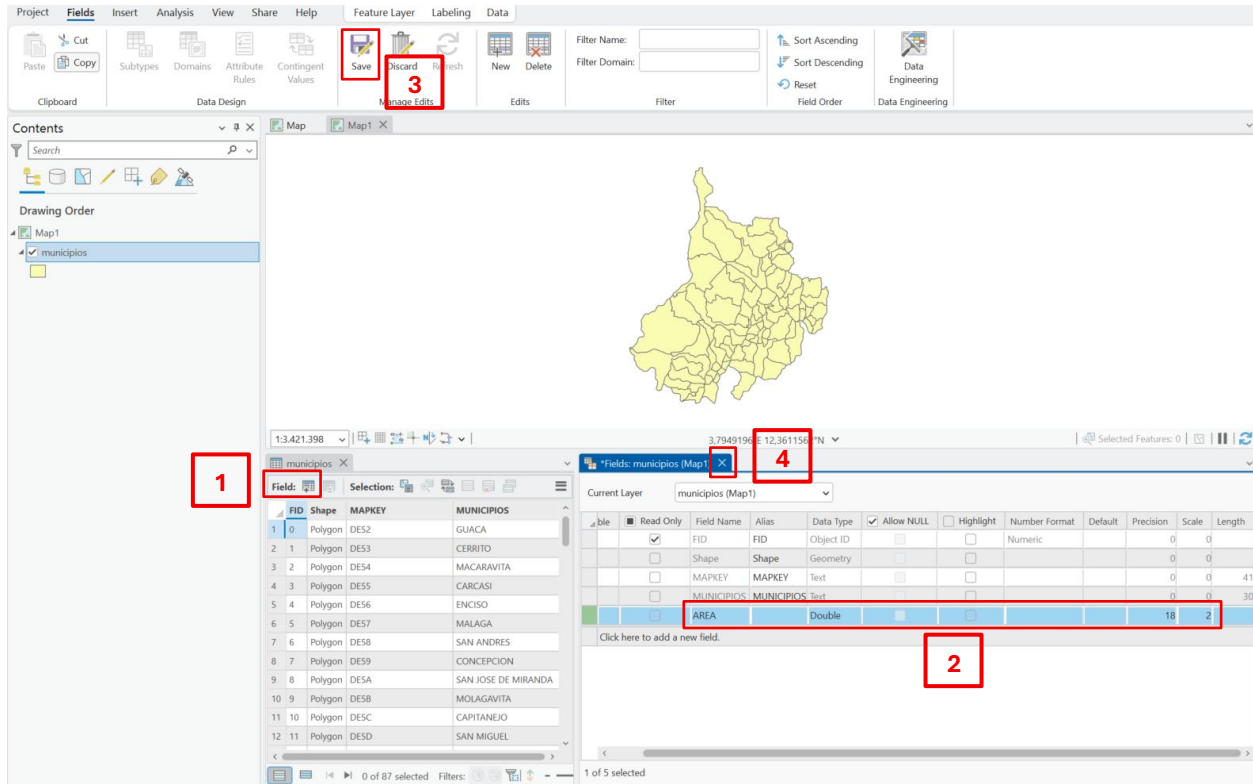 Project Fields Insert Analysis View Share Help Feature Layer Labeling Data
Paste Cut Copy
Clipboard
Subtypes Domains Attribute Rules Contingent Values
Data Design
Save Discard Refresh
3
Manage Edits
New Delete
Edits
Filter Name:
Filter Domain:
Filter
Sort Ascending
Sort Descending
Reset
Field Order
Data Engineering
Data Engineering
Contents
Search
Drawing Order
Map1
municipios
Map Map1
1:3.421.398
Selected Features: 0
1
municipios
Field: Selection:
FID Shape MAPKEY MUNICIPIOS
1 0 Polygon DE52 GUACA
2 1 Polygon DE53 CERRITO
3 2 Polygon DE54 MACARAVITA
4 3 Polygon DE55 CARCASI
5 4 Polygon DE56 ENCISO
6 5 Polygon DE57 MALAGA
7 6 Polygon DE58 SAN ANDRES
8 7 Polygon DE59 CONCEPCION
9 8 Polygon DE5A SAN JOSE DE MIRANDA
10 9 Polygon DE5B MOLAGAVITA
11 10 Polygon DE5C CAPITANEJO
12 11 Polygon DE5D SAN MIGUEL
0 of 87 selected Filters:
*Fields: municipios (Map1)
4
Current Layer municipios (Map1)
ble Read Only Field Name Alias Data Type Allow NULL Highlight Number Format Default Precision Scale Length
FID FID Object ID Numeric 0 0
Shape Shape Geometry 0 0
MAPKEY MAPKEY Text 0 0 41
MUNICIPIOS MUNICIPIOS Text 0 0 30
AREA Double 18 2
Click here to add a new field.
2
1 of 5 selected